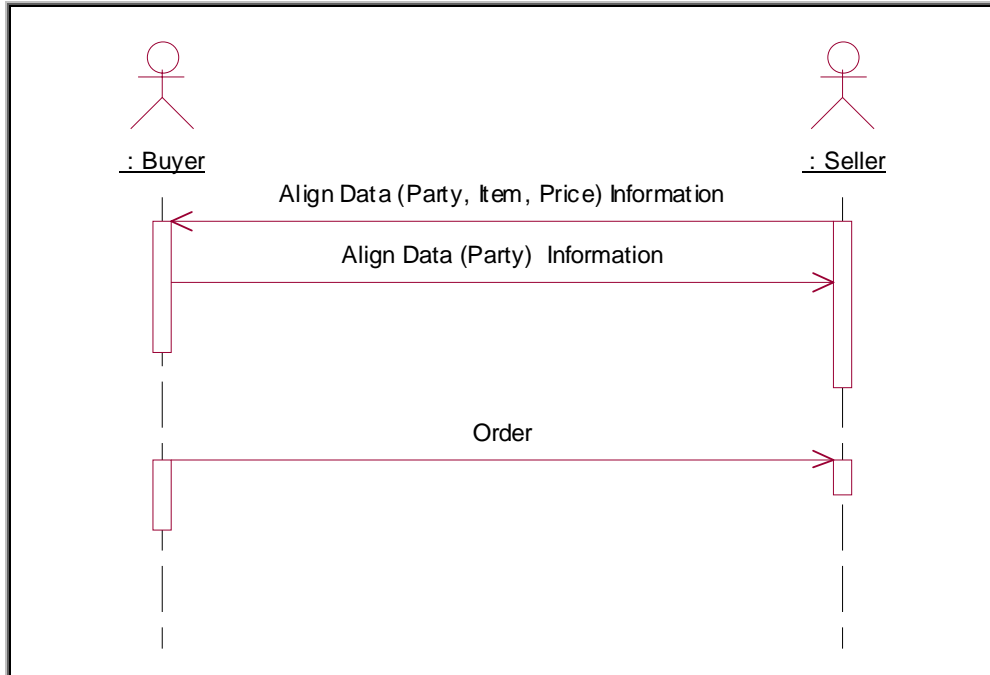 : Buyer
: Seller
Align Data (Party, Item, Price) Information
Align Data (Party) Information
Order